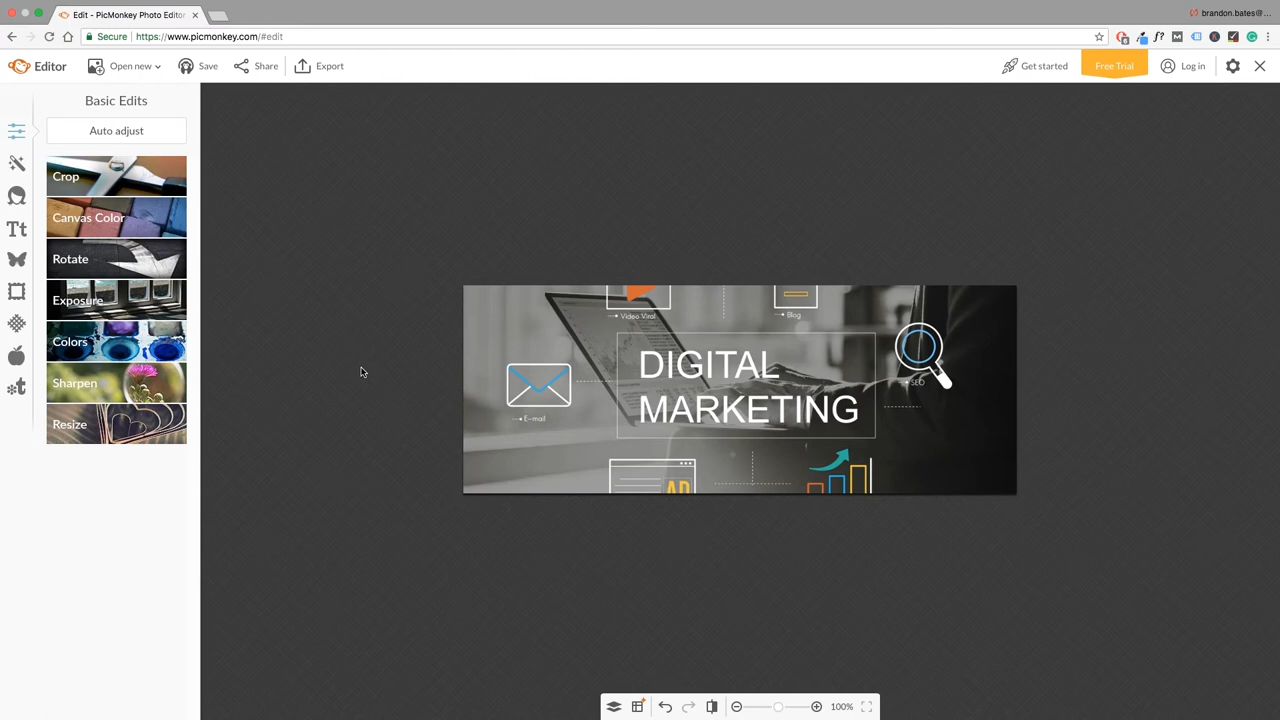 Edit - PicMonkey Photo Editor
brandon.bates@...
Secure https://www.picmonkey.com/#edit
Editor Open new Save Share Export Get started Free Trial Log in
Basic Edits
Auto adjust
Crop
Canvas Color
Rotate
Exposure
Colors
Sharpen
Resize
Tt
Video Viral
Blog
DIGITAL
MARKETING
E-mail
SEO
AD
100%